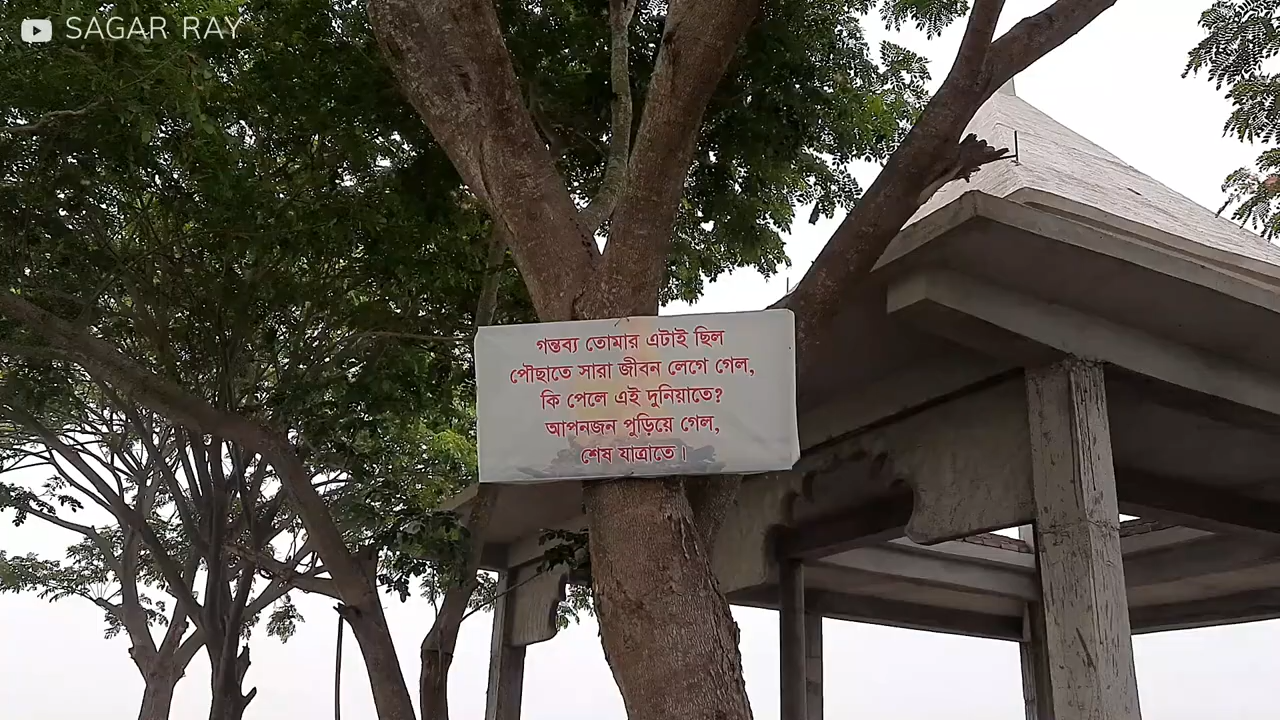 SAGAR RAY
গন্তব্য তোমার এটাই ছিল
পৌছাতে সারা জীবন লেগে গেল,
কি পেলে এই দুনিয়াতে?
আপনজন পুড়িয়ে গেল,
শেষ যাত্রাতে।